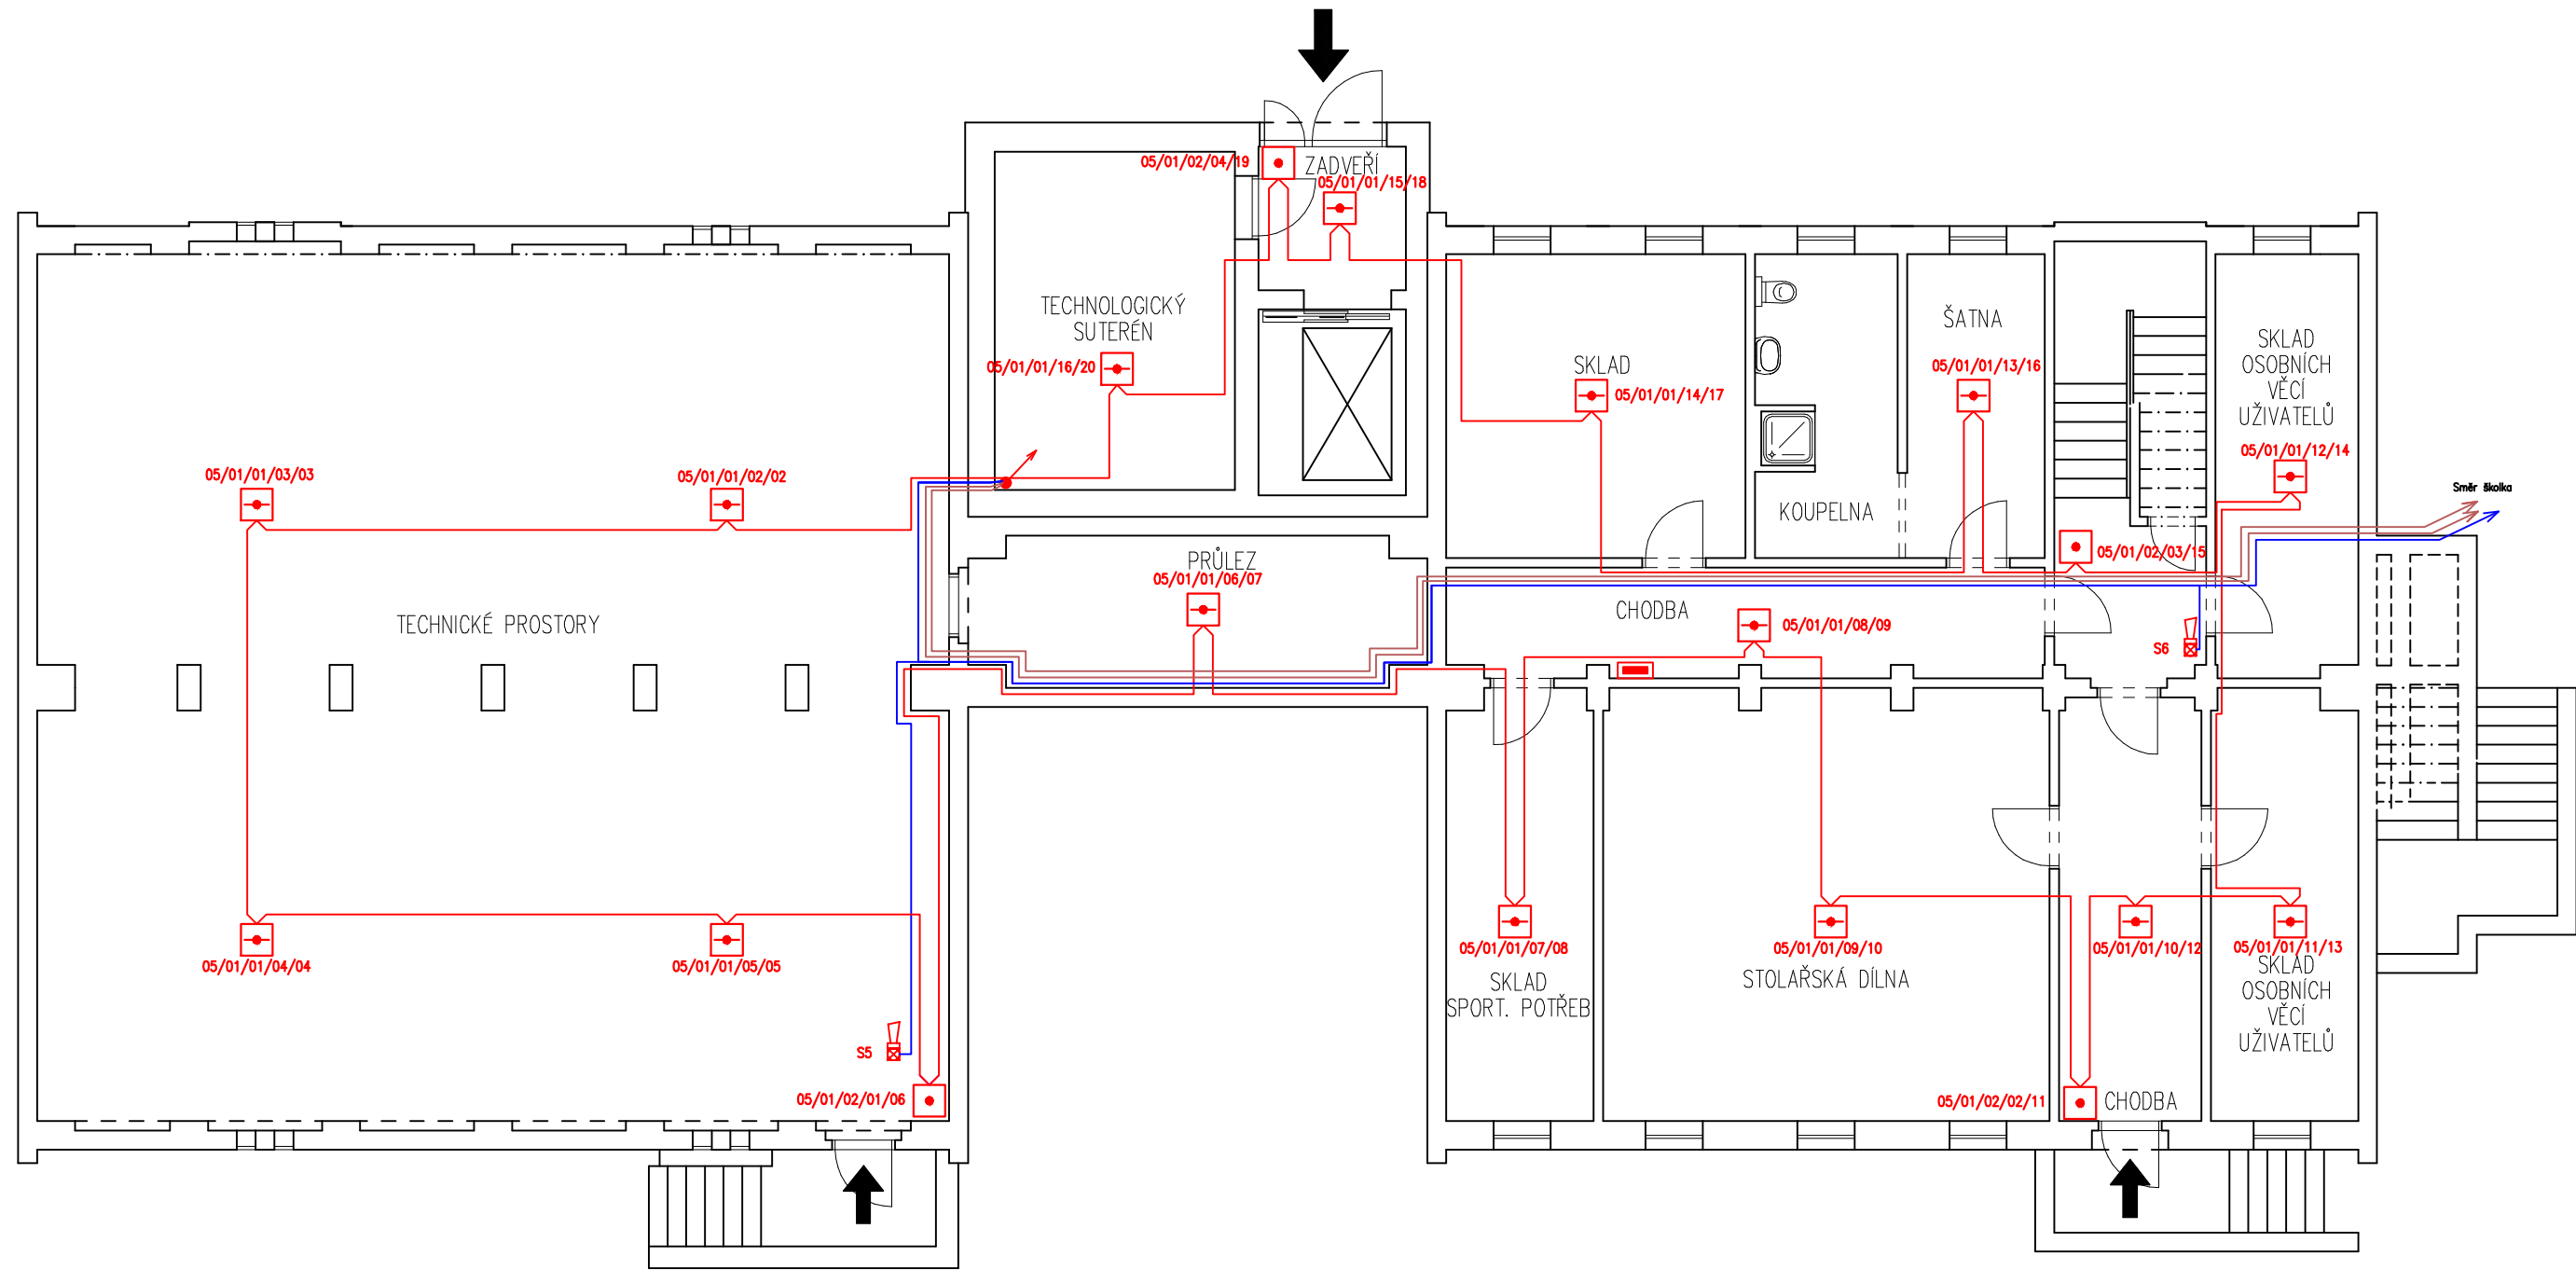 05/01/02/04/19
ZADVEŘÍ
05/01/01/15/18
TECHNOLOGICKÝ
SUTERÉN
05/01/01/16/20
SKLAD
05/01/01/14/17
ŠATNA
05/01/01/13/16
SKLAD
OSOBNÍCH
VĚCÍ
UŽIVATELŮ
05/01/01/12/14
05/01/01/03/03
05/01/01/02/02
Směr školka
KOUPELNA
05/01/02/03/15
PRŮLEZ
05/01/01/06/07
TECHNICKÉ PROSTORY
CHODBA
05/01/01/08/09
S6
05/01/01/04/04
05/01/01/05/05
05/01/01/07/08
SKLAD
SPORT. POTŘEB
05/01/01/09/10
STOLAŘSKÁ DÍLNA
05/01/01/10/12
05/01/01/11/13
SKLAD
OSOBNÍCH
VĚCÍ
UŽIVATELŮ
S5
05/01/02/01/06
05/01/02/02/11
CHODBA